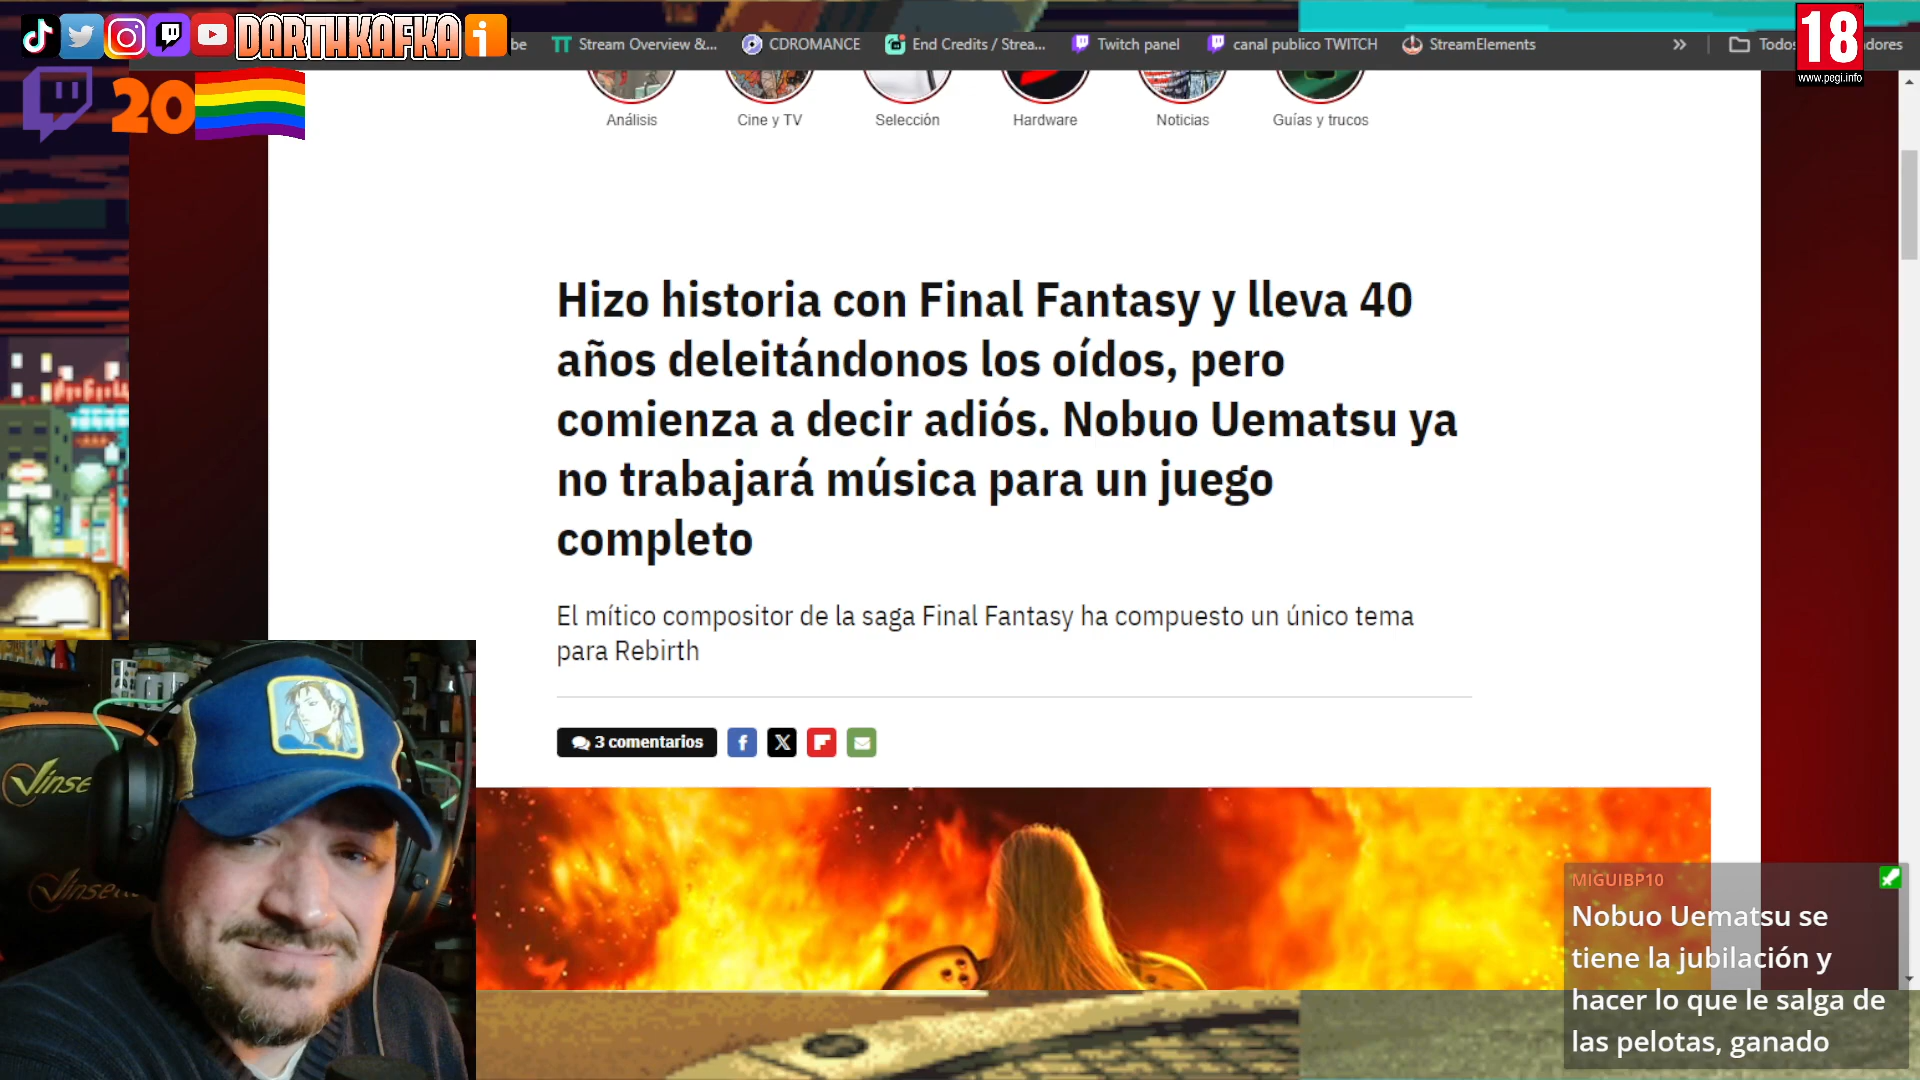 DARTHKAFKA
be
Stream Overview &...
CDROMANCE
End Credits / Strea...
Twitch panel
canal publico TWITCH
StreamElements
»
Todos
dores
18
www.pegi.info
20
Análisis
Cine y TV
Selección
Hardware
Noticias
Guías y trucos
Hizo historia con Final Fantasy y lleva 40
años deleitándonos los oídos, pero
comienza a decir adiós. Nobuo Uematsu ya
no trabajará música para un juego
completo
El mítico compositor de la saga Final Fantasy ha compuesto un único tema
para Rebirth
3 comentarios
MIGUIBP10
Nobuo Uematsu se
tiene la jubilación y
hacer lo que le salga de
las pelotas, ganado